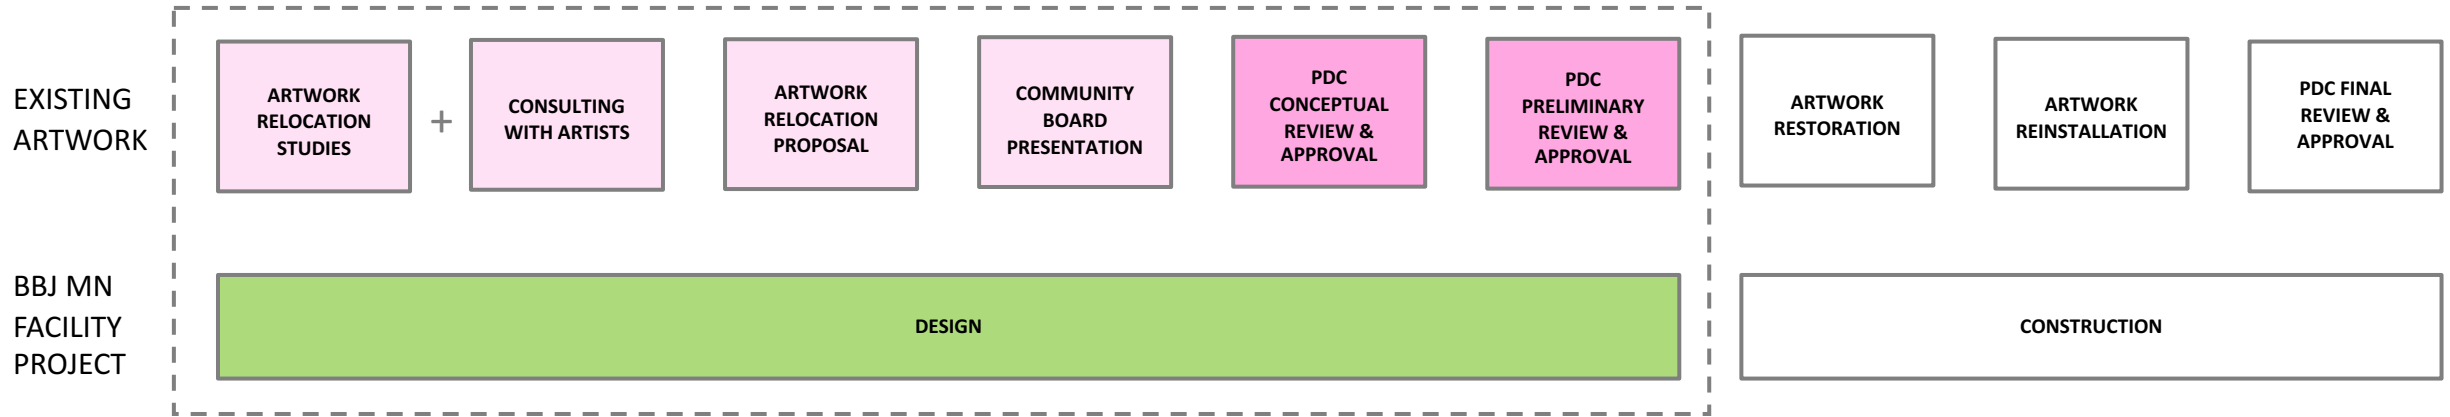 EXISTING
ARTWORK
ARTWORK
RELOCATION
STUDIES
+
CONSULTING
WITH ARTISTS
ARTWORK
RELOCATION
PROPOSAL
COMMUNITY
BOARD
PRESENTATION
PDC
CONCEPTUAL
REVIEW &
APPROVAL
PDC
PRELIMINARY
REVIEW &
APPROVAL
ARTWORK
RESTORATION
ARTWORK
REINSTALLATION
PDC FINAL
REVIEW &
APPROVAL
BBJ MN
FACILITY
PROJECT
DESIGN
CONSTRUCTION